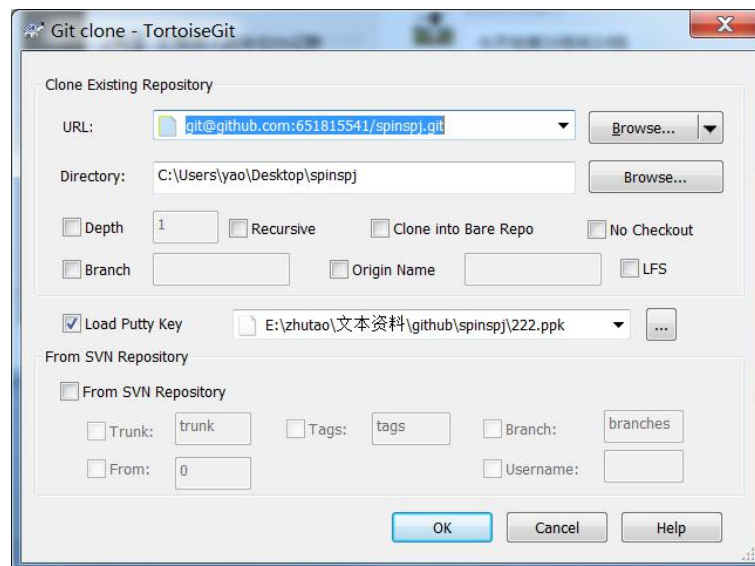 Git clone - TortoiseGit
Clone Existing Repository
URL: git@github.com:651815541/spinspj.git Browse...
Directory: C:\Users\yao\Desktop\spinspj Browse...
Depth 1 Recursive Clone into Bare Repo No Checkout
Branch Origin Name LFS
Load Putty Key E:\zhutao\文本资料\github\spinspj\222.ppk ...
From SVN Repository
From SVN Repository
Trunk: trunk Tags: tags Branch: branches
From: 0 Username:
OK Cancel Help